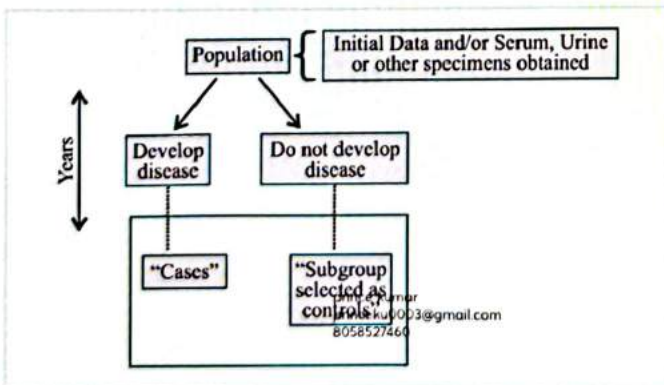 Population
Initial Data and/or Serum, Urine
or other specimens obtained
Years
Develop
disease
Do not develop
disease
“Cases”
“Subgroup
selected as
controls”
kumar
8058527460